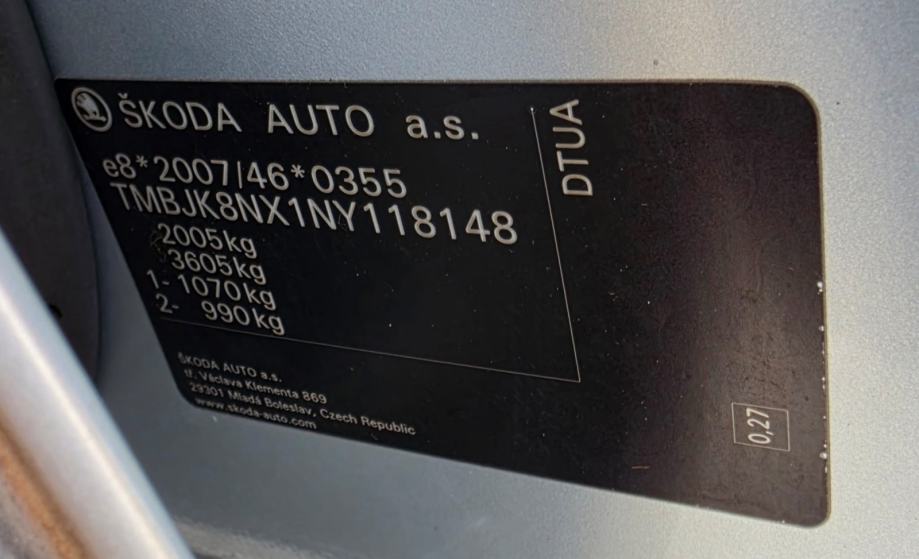 ŠKODA AUTO a.s.
e8*2007/46*0355
TMBJK8NX1NY118148
2005kg
3605kg
1- 1070kg
2- 990kg
DTUA
ŠKODA AUTO a.s.
tř. Václava Klementa 869
29301 Mladá Boleslav, Czech Republic
www.skoda-auto.com
0,27